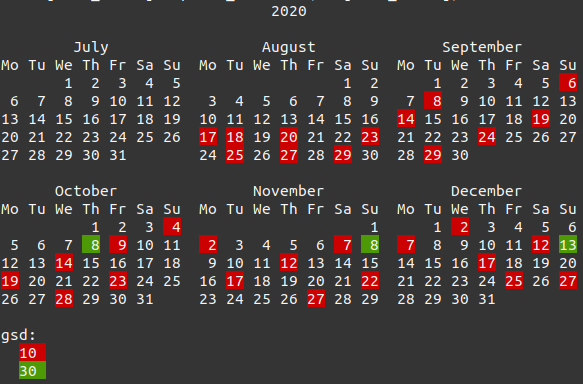 2020
July August September
Mo Tu We Th Fr Sa Su Mo Tu We Th Fr Sa Su Mo Tu We Th Fr Sa Su
1 2 3 4 5 1 2 1 2 3 4 5 6
6 7 8 9 10 11 12 3 4 5 6 7 8 9 7 8 9 10 11 12 13
13 14 15 16 17 18 19 10 11 12 13 14 15 16 14 15 16 17 18 19 20
20 21 22 23 24 25 26 17 18 19 20 21 22 23 21 22 23 24 25 26 27
27 28 29 30 31 24 25 26 27 28 29 30 28 29 30
October November December
Mo Tu We Th Fr Sa Su Mo Tu We Th Fr Sa Su Mo Tu We Th Fr Sa Su
1 2 3 4 1 1 2 3 4 5 6
5 6 7 8 9 10 11 2 3 4 5 6 7 8 7 8 9 10 11 12 13
12 13 14 15 16 17 18 9 10 11 12 13 14 15 14 15 16 17 18 19 20
19 20 21 22 23 24 25 16 17 18 19 20 21 22 21 22 23 24 25 26 27
26 27 28 29 30 31 23 24 25 26 27 28 29 28 29 30 31
gsd:
10
30